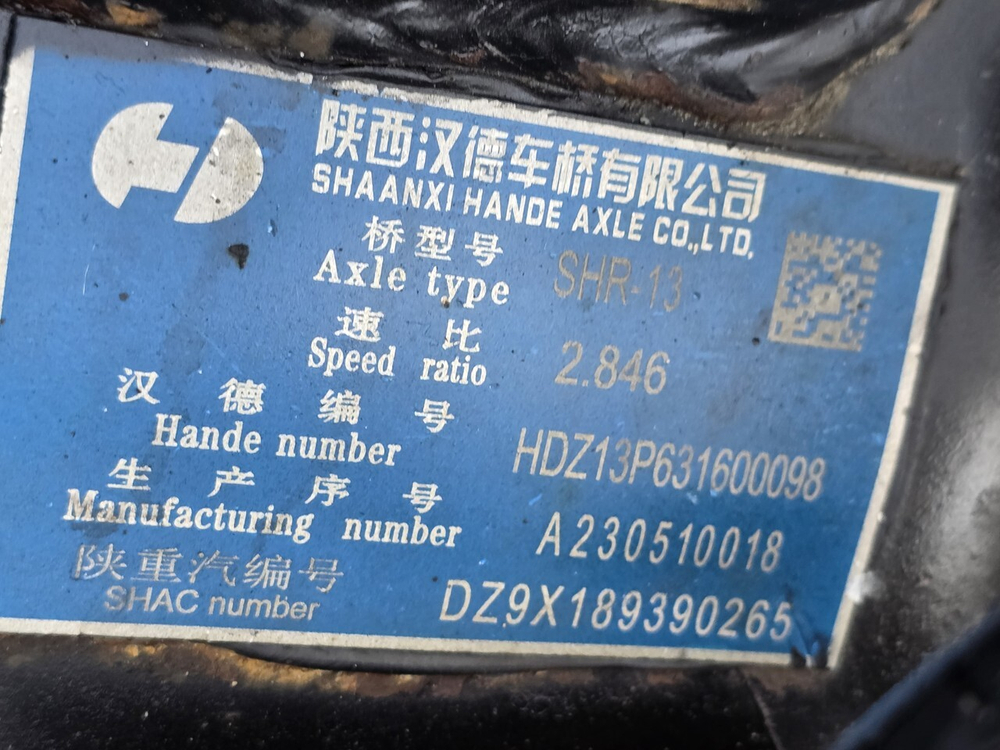 陕西汉德车桥有限公司
SHAANXI HANDE AXLE CO.,LTD.
桥型号
Axle type SHR-13
速比
Speed ratio 2.846
汉德编号
Hande number HDZ13P631600098
生产序号
Manufacturing number A230510018
陕重汽编号
SHAC number DZ9X189390265